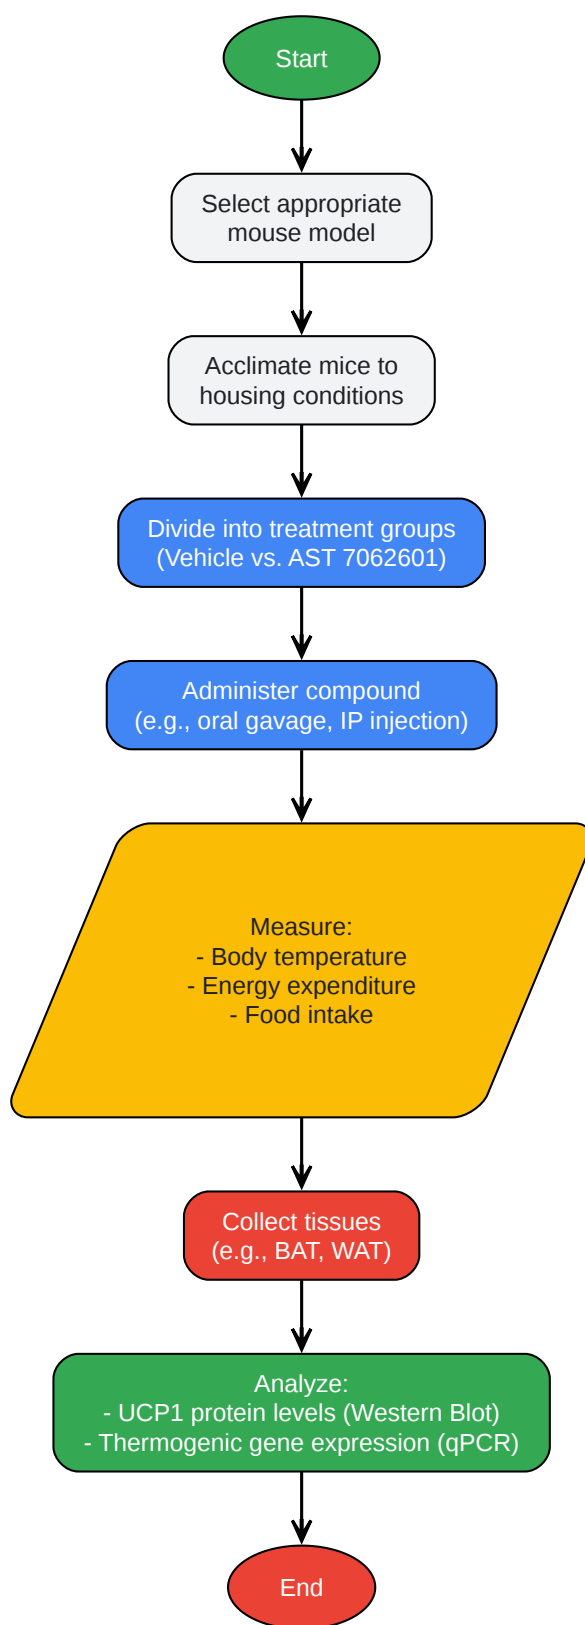 Start
Select appropriate
mouse model
Acclimate mice to
housing conditions
Divide into treatment groups
(Vehicle vs. AST 7062601)
Administer compound
(e.g., oral gavage, IP injection)
Measure:
- Body temperature
- Energy expenditure
- Food intake
Collect tissues
(e.g., BAT, WAT)
Analyze:
- UCP1 protein levels (Western Blot)
- Thermogenic gene expression (qPCR)
End